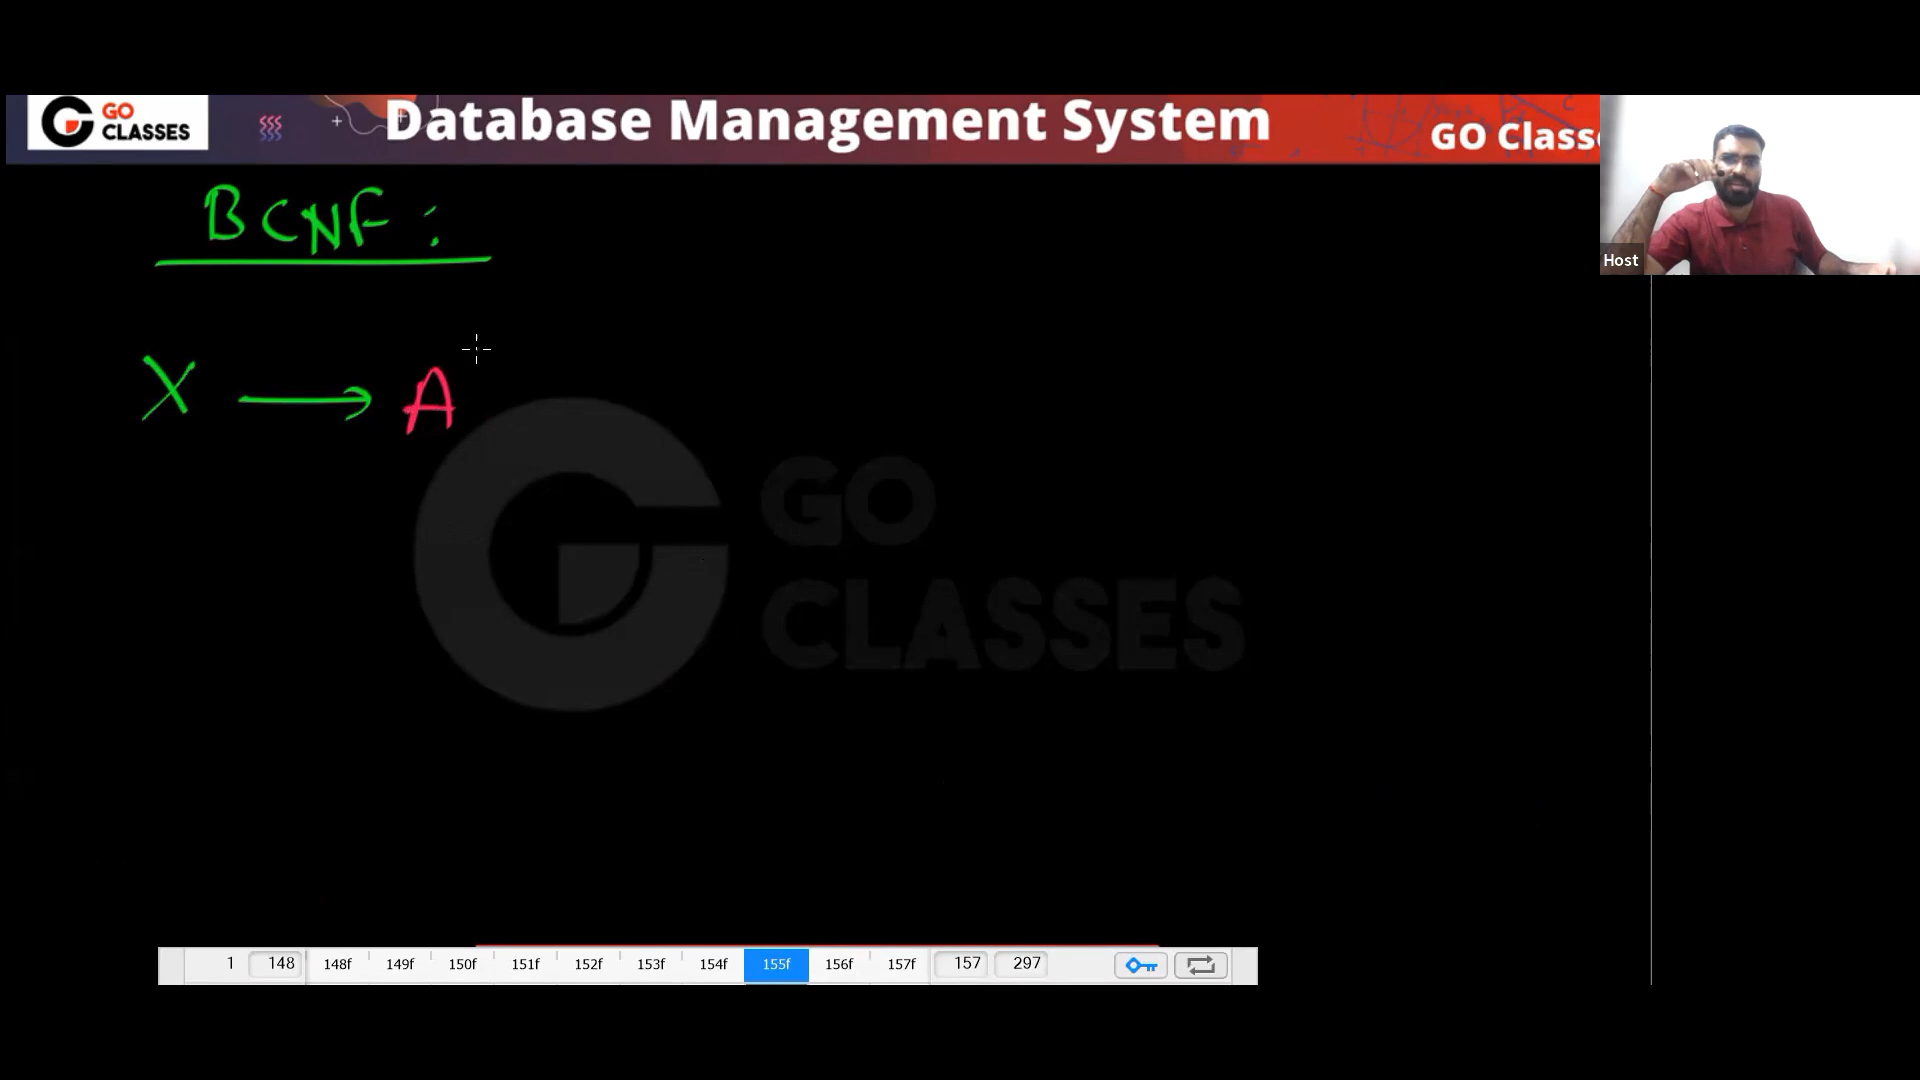 GO
CLASSES
Database Management System
GO Classe
Host
BCNF :
X → A
GO
CLASSES
1 148 148f 149f 150f 151f 152f 153f 154f 155f 156f 157f 157 297